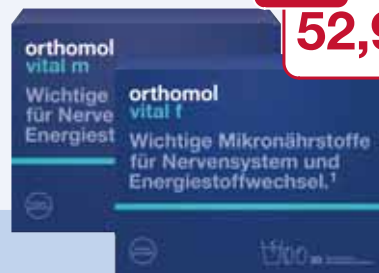 52,9
orthomol
vital m
Wichtige
für Nerve
Energiest
orthomol
vital f
Wichtige Mikronährstoffe
für Nervensystem und
Energiestoffwechsel.¹